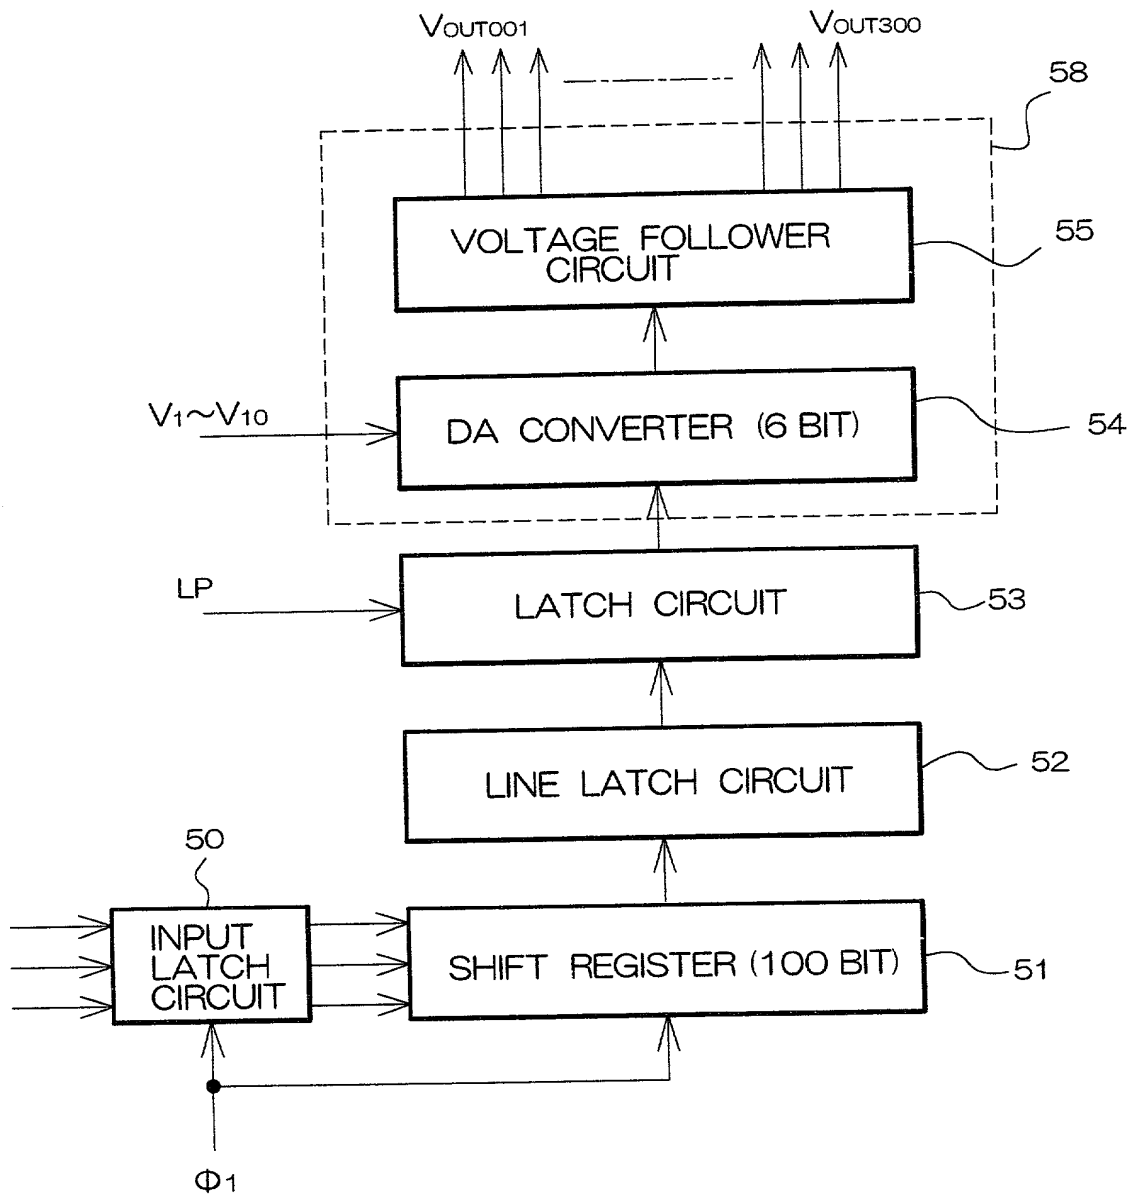 VOUT001
VOUT300
58
VOLTAGE FOLLOWER
CIRCUIT
55
V1~V10
DA CONVERTER (6 BIT)
54
LP
LATCH CIRCUIT
53
LINE LATCH CIRCUIT
52
50
INPUT
LATCH
CIRCUIT
SHIFT REGISTER (100 BIT)
51
Φ1